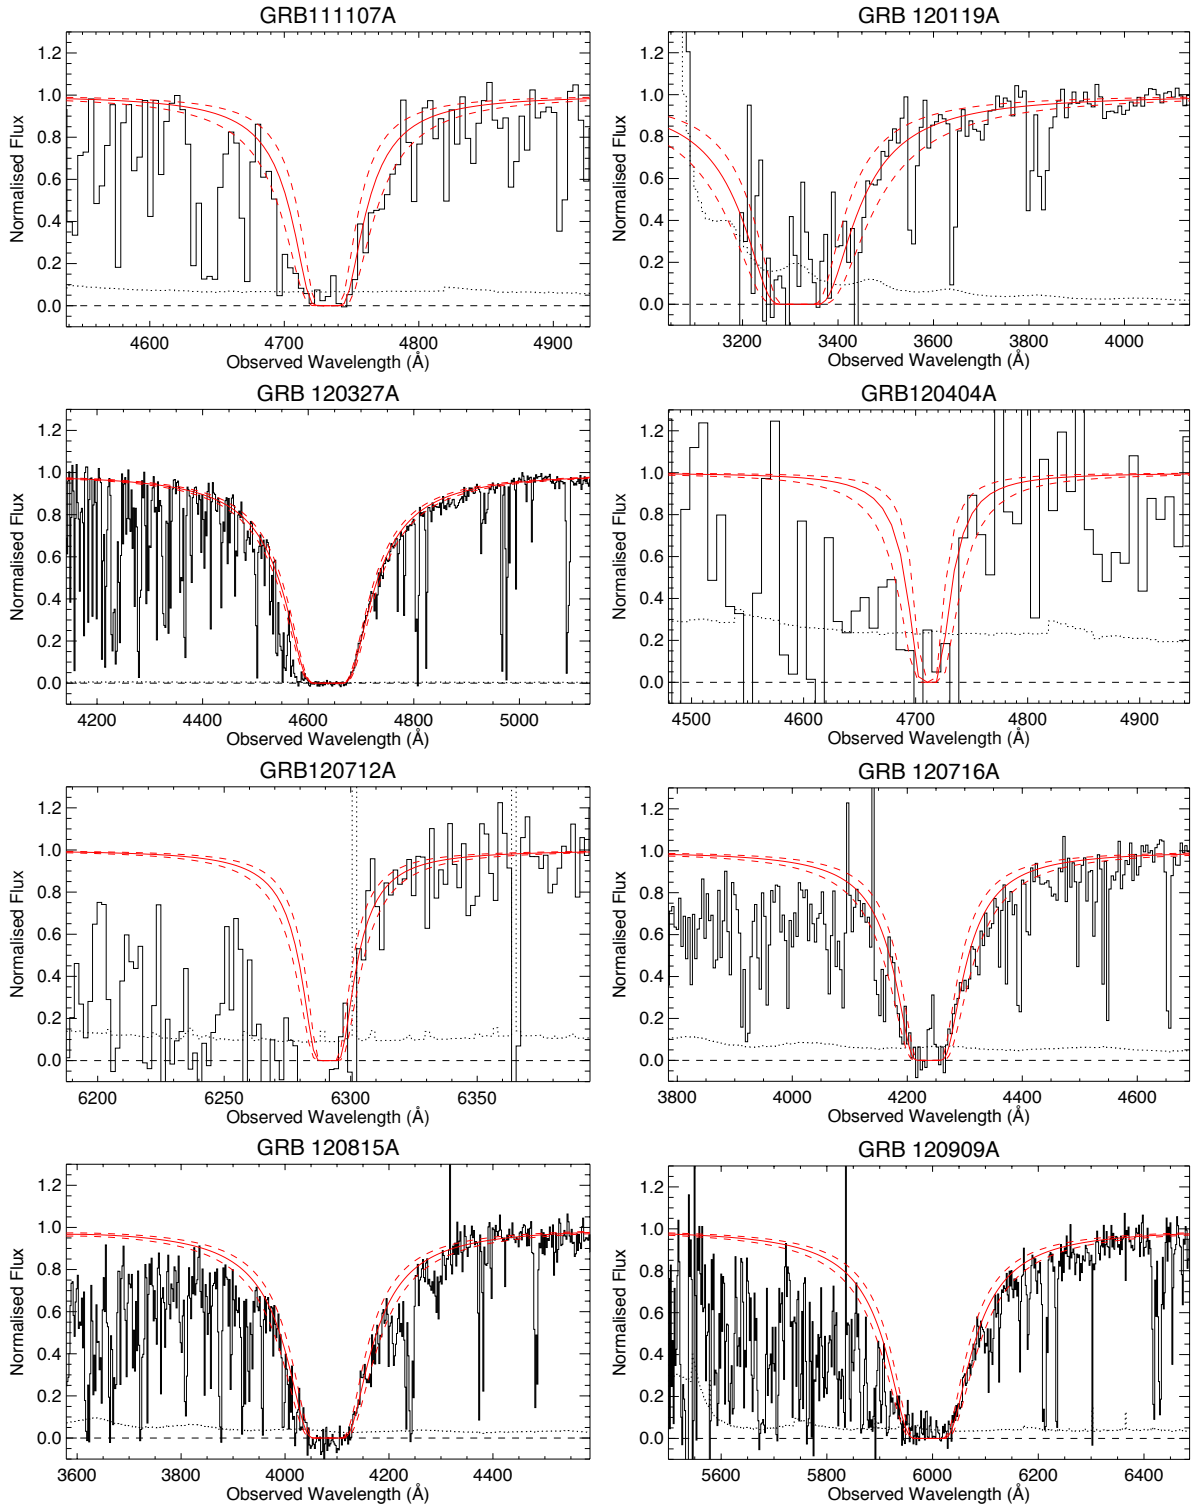 GRB111107A
1.2
1.0
0.8
0.6
0.4
0.2
0.0
Normalised Flux
4600 4700 4800 4900
Observed Wavelength (Å)
GRB 120119A
1.2
1.0
0.8
0.6
0.4
0.2
0.0
Normalised Flux
3200 3400 3600 3800 4000
Observed Wavelength (Å)
GRB 120327A
1.2
1.0
0.8
0.6
0.4
0.2
0.0
Normalised Flux
4200 4400 4600 4800 5000
Observed Wavelength (Å)
GRB120404A
1.2
1.0
0.8
0.6
0.4
0.2
0.0
Normalised Flux
4500 4600 4700 4800 4900
Observed Wavelength (Å)
GRB120712A
1.2
1.0
0.8
0.6
0.4
0.2
0.0
Normalised Flux
6200 6250 6300 6350
Observed Wavelength (Å)
GRB 120716A
1.2
1.0
0.8
0.6
0.4
0.2
0.0
Normalised Flux
3800 4000 4200 4400 4600
Observed Wavelength (Å)
GRB 120815A
1.2
1.0
0.8
0.6
0.4
0.2
0.0
Normalised Flux
3600 3800 4000 4200 4400
Observed Wavelength (Å)
GRB 120909A
1.2
1.0
0.8
0.6
0.4
0.2
0.0
Normalised Flux
5600 5800 6000 6200 6400
Observed Wavelength (Å)